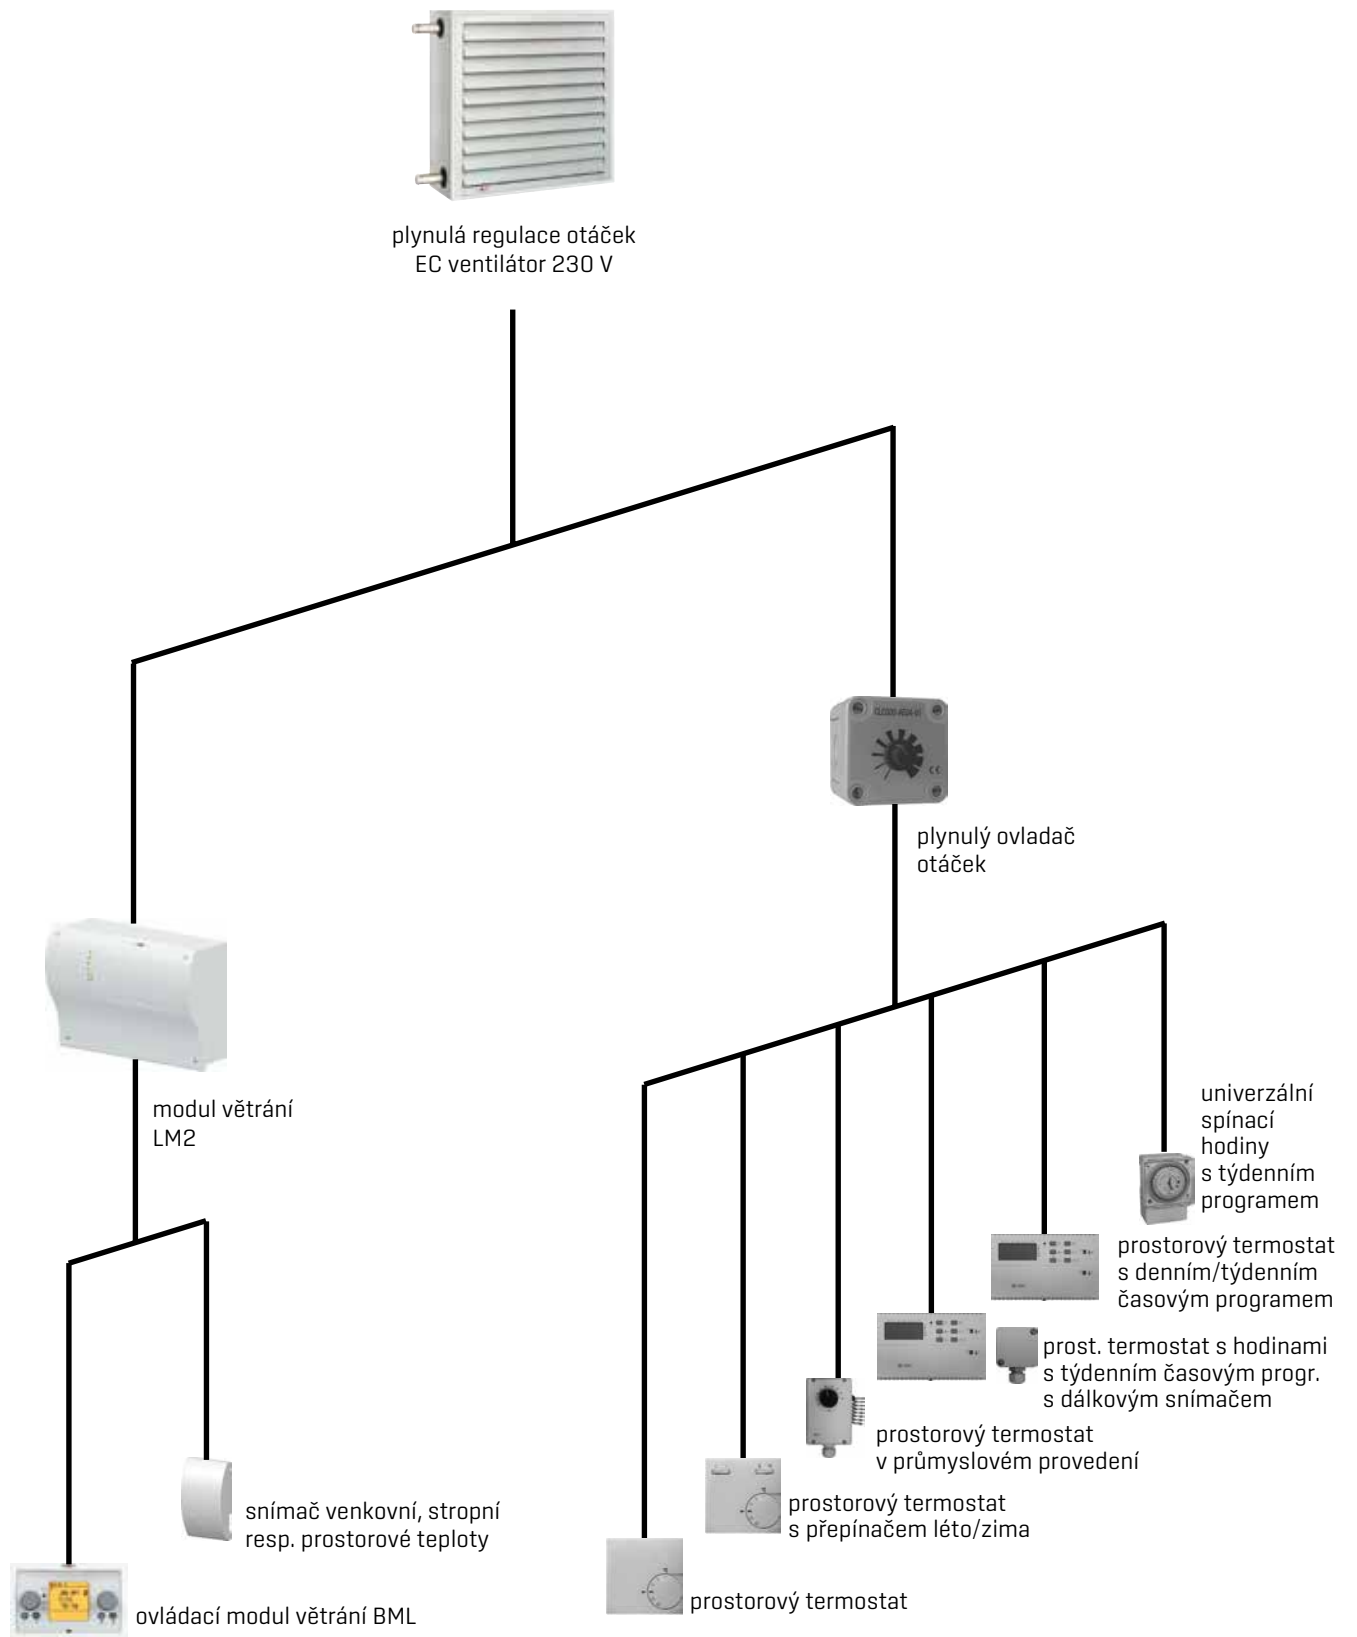 plynulá regulace otáček
EC ventilátor 230 V
plynulý ovladač
otáček
modul větrání
LM2
univerzální
spínací
hodiny
s týdenním
programem
prostorový termostat
s denním/týdenním
časovým programem
prost. termostat s hodinami
s týdenním časovým progr.
s dálkovým snímačem
prostorový termostat
v průmyslovém provedení
prostorový termostat
s přepínačem léto/zima
prostorový termostat
snímač venkovní, stropní
resp. prostorové teploty
ovládací modul větrání BML